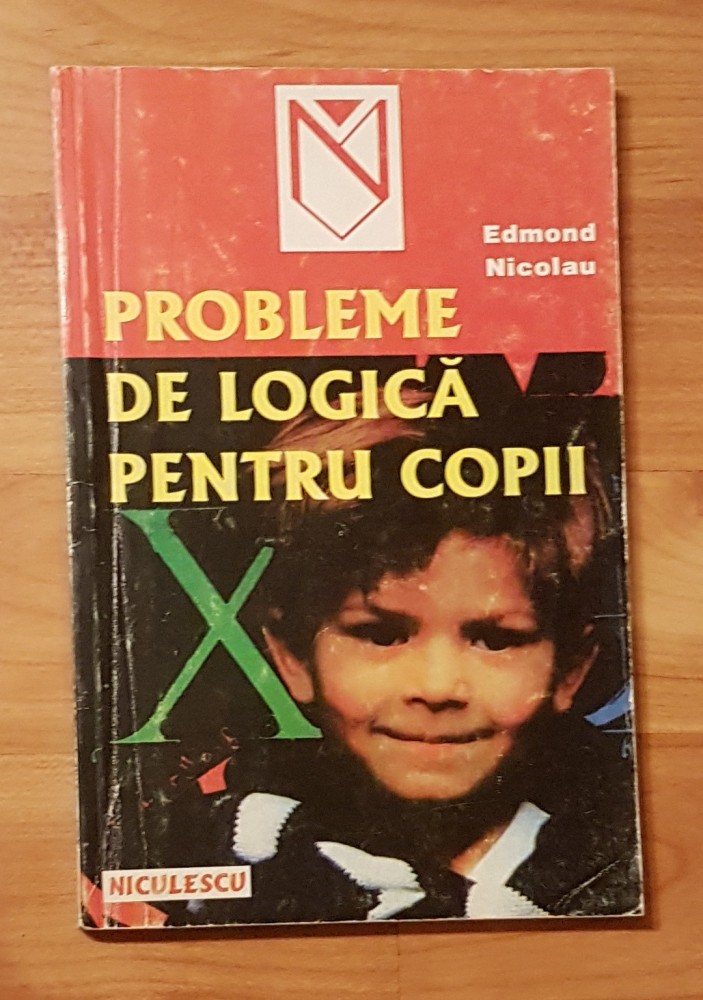 Edmond
Nicolau
PROBLEME
DE LOGICĂ
PENTRU COPII
X
NICULESCU